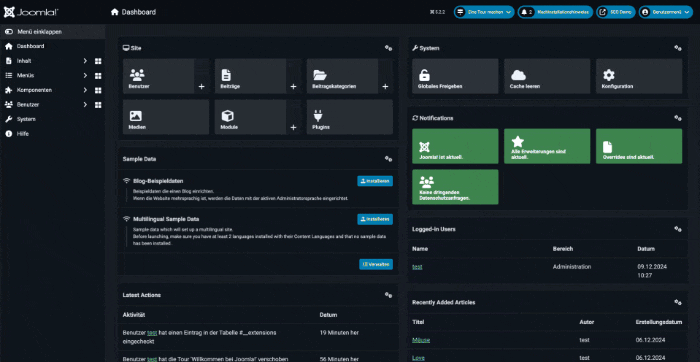 Joomla!
Dashboard
5.2.2
Eine Tour machen
2
Nachinstallationshinweise
SEO Demo
Benutzermenü
Menü einklappen
Dashboard
Inhalt
Menüs
Komponenten
Benutzer
System
Hilfe
Site
Benutzer
Beiträge
Beitragskategorien
Medien
Module
Plugins
Sample Data
Blog-Beispieldaten
Installieren
Beispieldaten die einen Blog einrichten.
Wenn die Website mehrsprachig ist, werden die Daten mit der aktiven Administrationssprache eingerichtet.
Multilingual Sample Data
Installieren
Sample data which will set up a multilingual site.
Before launching, make sure you have at least 2 languages installed with their Content Languages and that no sample data
has been installed.
Verwalten
Latest Actions
Aktivität Datum
Benutzer test hat einen Eintrag in der Tabelle #__extensions
eingecheckt
19 Minuten her
Benutzer test hat die Tour 'Willkommen bei Joomla!' verschoben
56 Minuten her
System
Globales Freigeben
Cache leeren
Konfiguration
Notifications
Joomla! ist aktuell.
Alle Erweiterungen sind
aktuell.
Overrides sind aktuell.
Keine dringenden
Datenschutzanfragen.
Logged-in Users
Name Bereich Datum
test Administration 09.12.2024
10:27
Recently Added Articles
Titel Autor Erstellungsdatum
Mäuse test 06.12.2024
Love test 06.12.2024